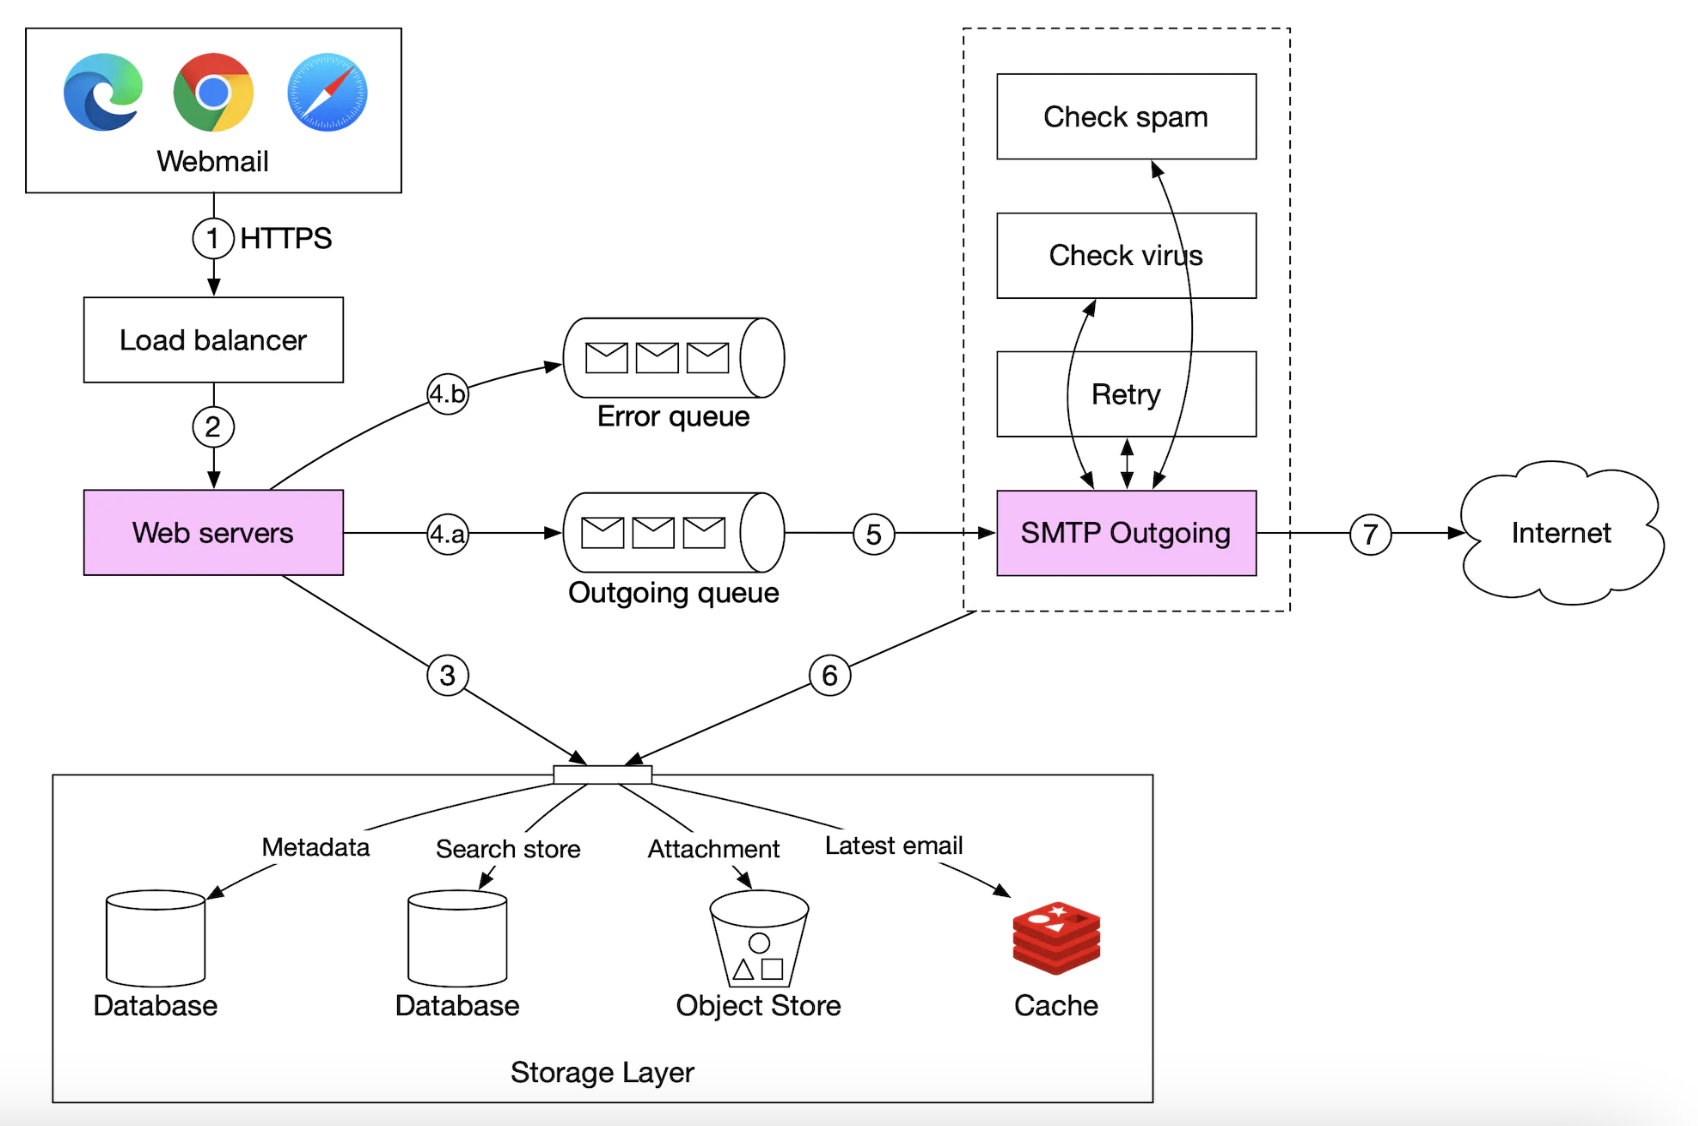 Webmail
1 HTTPS
Load balancer
2
Web servers
4.b
Error queue
4.a
Outgoing queue
5
Check spam
Check virus
Retry
SMTP Outgoing
7
Internet
3
6
Metadata
Search store
Attachment
Latest email
Database
Database
Object Store
Cache
Storage Layer